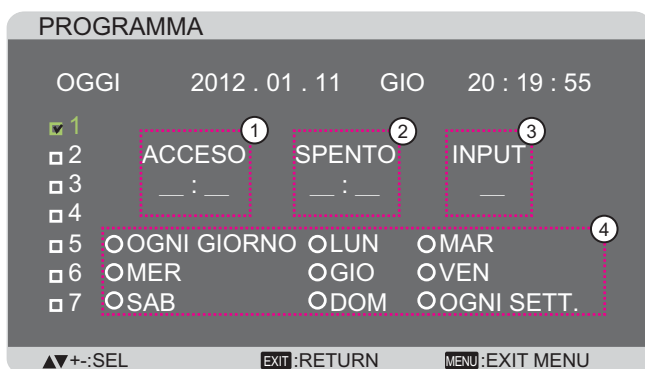 PROGRAMMA
OGGI 2012 . 01 . 11 GIO 20 : 19 : 55
1
1 2 3
2 ACCESO SPENTO INPUT
3 __ : __ __ : __ __
4
4
5 OGNI GIORNO LUN MAR
6 MER GIO VEN
7 SAB DOM OGNI SETT.
▲▼+-:SEL EXIT :RETURN MENU :EXIT MENU